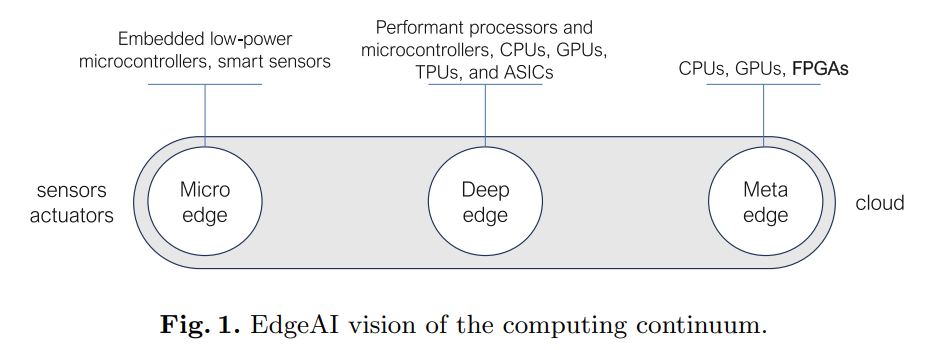 Embedded low-power
microcontrollers, smart sensors
Performant processors and
microcontrollers, CPUs, GPUs,
TPUs, and ASICs
CPUs, GPUs, FPGAs
sensors
actuators
Micro
edge
Deep
edge
Meta
edge
cloud
Fig. 1. EdgeAI vision of the computing continuum.